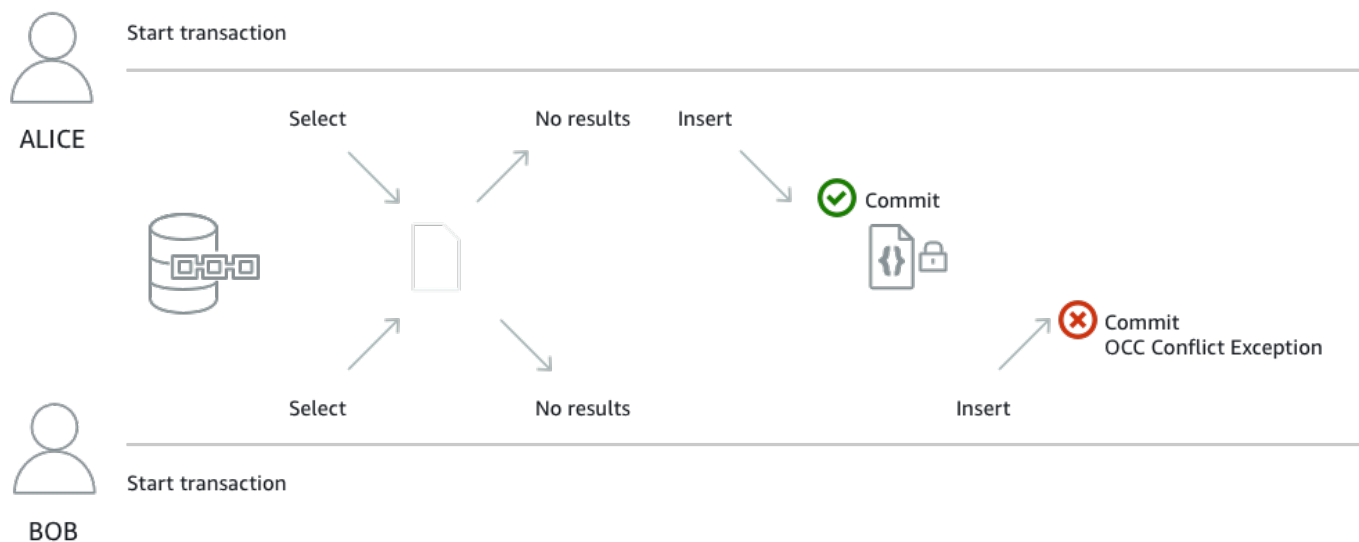 Start transaction
ALICE
Select
No results
Insert
Commit
{}
Commit
OCC Conflict Exception
Select
No results
Insert
Start transaction
BOB